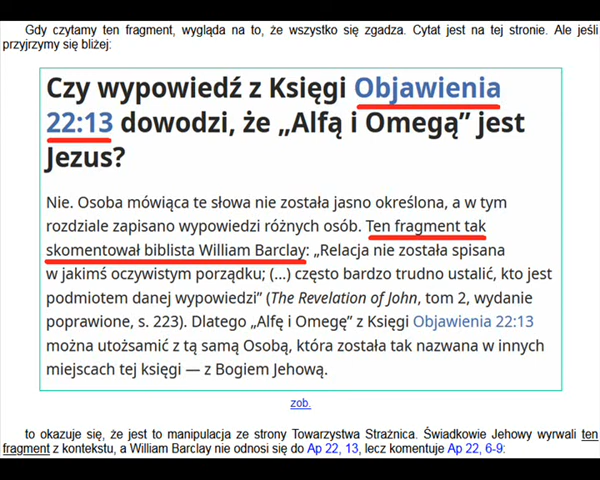 Gdy czytamy ten fragment, wygląda na to, że wszystko się zgadza. Cytat jest na tej stronie. Ale jeśli
przyjrzymy się bliżej:
Czy wypowiedź z Księgi Objawienia
22:13 dowodzi, że „Alfą i Omegą” jest
Jezus?
Nie. Osoba mówiąca te słowa nie została jasno określona, a w tym
rozdziale zapisano wypowiedzi różnych osób. Ten fragment tak
skomentował biblista William Barclay: „Relacja nie została spisana
w jakimś oczywistym porządku; (...) często bardzo trudno ustalić, kto jest
podmiotem danej wypowiedzi” (The Revelation of John, tom 2, wydanie
poprawione, s. 223). Dlatego „Alfę i Omegę” z Księgi Objawienia 22:13
można utożsamić z tą samą Osobą, która została tak nazwana w innych
miejscach tej księgi — z Bogiem Jehową.
zob.
to okazuje się, że jest to manipulacja ze strony Towarzystwa Strażnica. Świadkowie Jehowy wyrwali ten
fragment z kontekstu, a William Barclay nie odnosi się do Ap 22, 13, lecz komentuje Ap 22, 6-9: